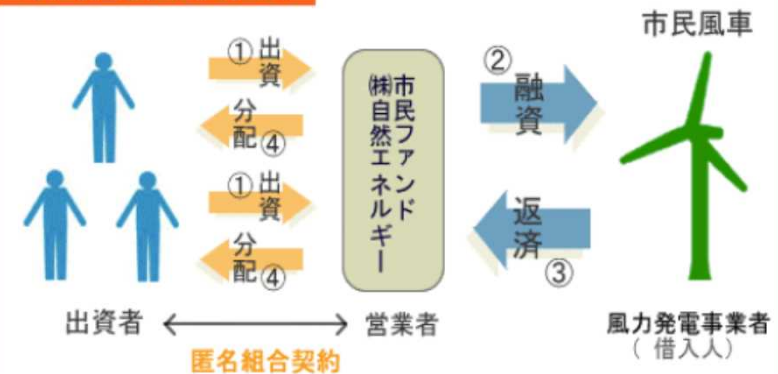 市民風車
①出資
分配④
①出資
分配④
㈱自然エネルギー
市民ファンド
②
融資
返済
③
出資者
営業者
風力発電事業者
（ 借入人）
匿名組合契約